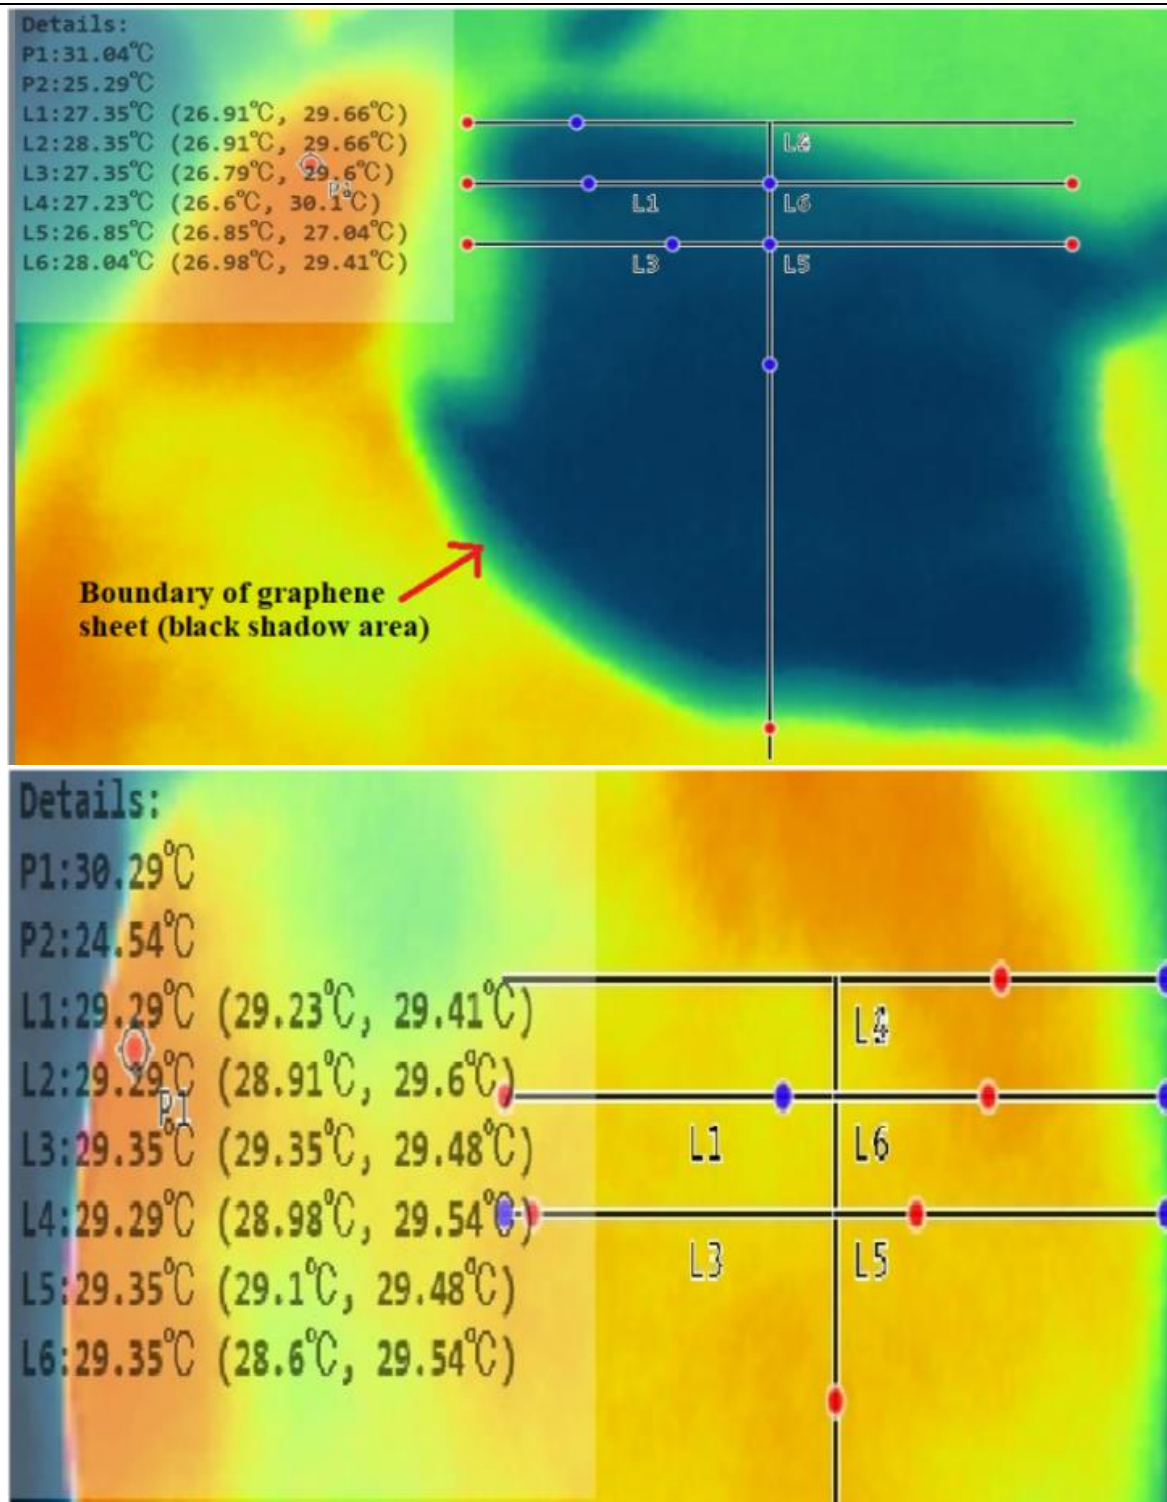 Details:
P1:31.04℃
P2:25.29℃
L1:27.35℃ (26.91℃, 29.66℃)
L2:28.35℃ (26.91℃, 29.66℃)
L3:27.35℃ (26.79℃, 29.6℃)
L4:27.23℃ (26.6℃, 30.1℃)
L5:26.85℃ (26.85℃, 27.04℃)
L6:28.04℃ (26.98℃, 29.41℃)
L1
L6
L3
L5
Boundary of graphene
sheet (black shadow area)
Details:
P1:30.29℃
P2:24.54℃
L1:29.29℃ (29.23℃, 29.41℃)
L2:29.29℃ (28.91℃, 29.6℃)
L3:29.35℃ (29.35℃, 29.48℃)
L4:29.29℃ (28.98℃, 29.54℃)
L5:29.35℃ (29.1℃, 29.48℃)
L6:29.35℃ (28.6℃, 29.54℃)
P1
L1
L6
L3
L5